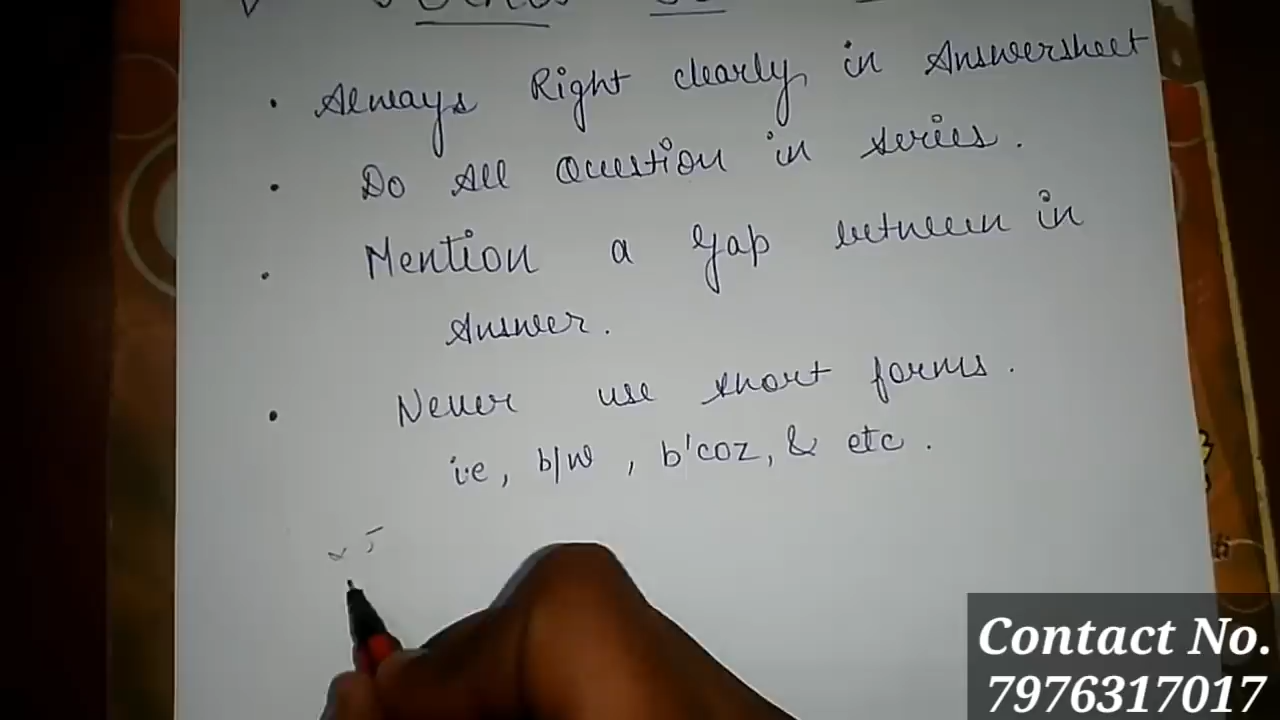 • Always Right clearly in Answersheet
• Do All Question in series.
• Mention a gap between in
Answer.
• Never use short forms.
ie, b/w, b'coz, & etc.
Contact No.
7976317017